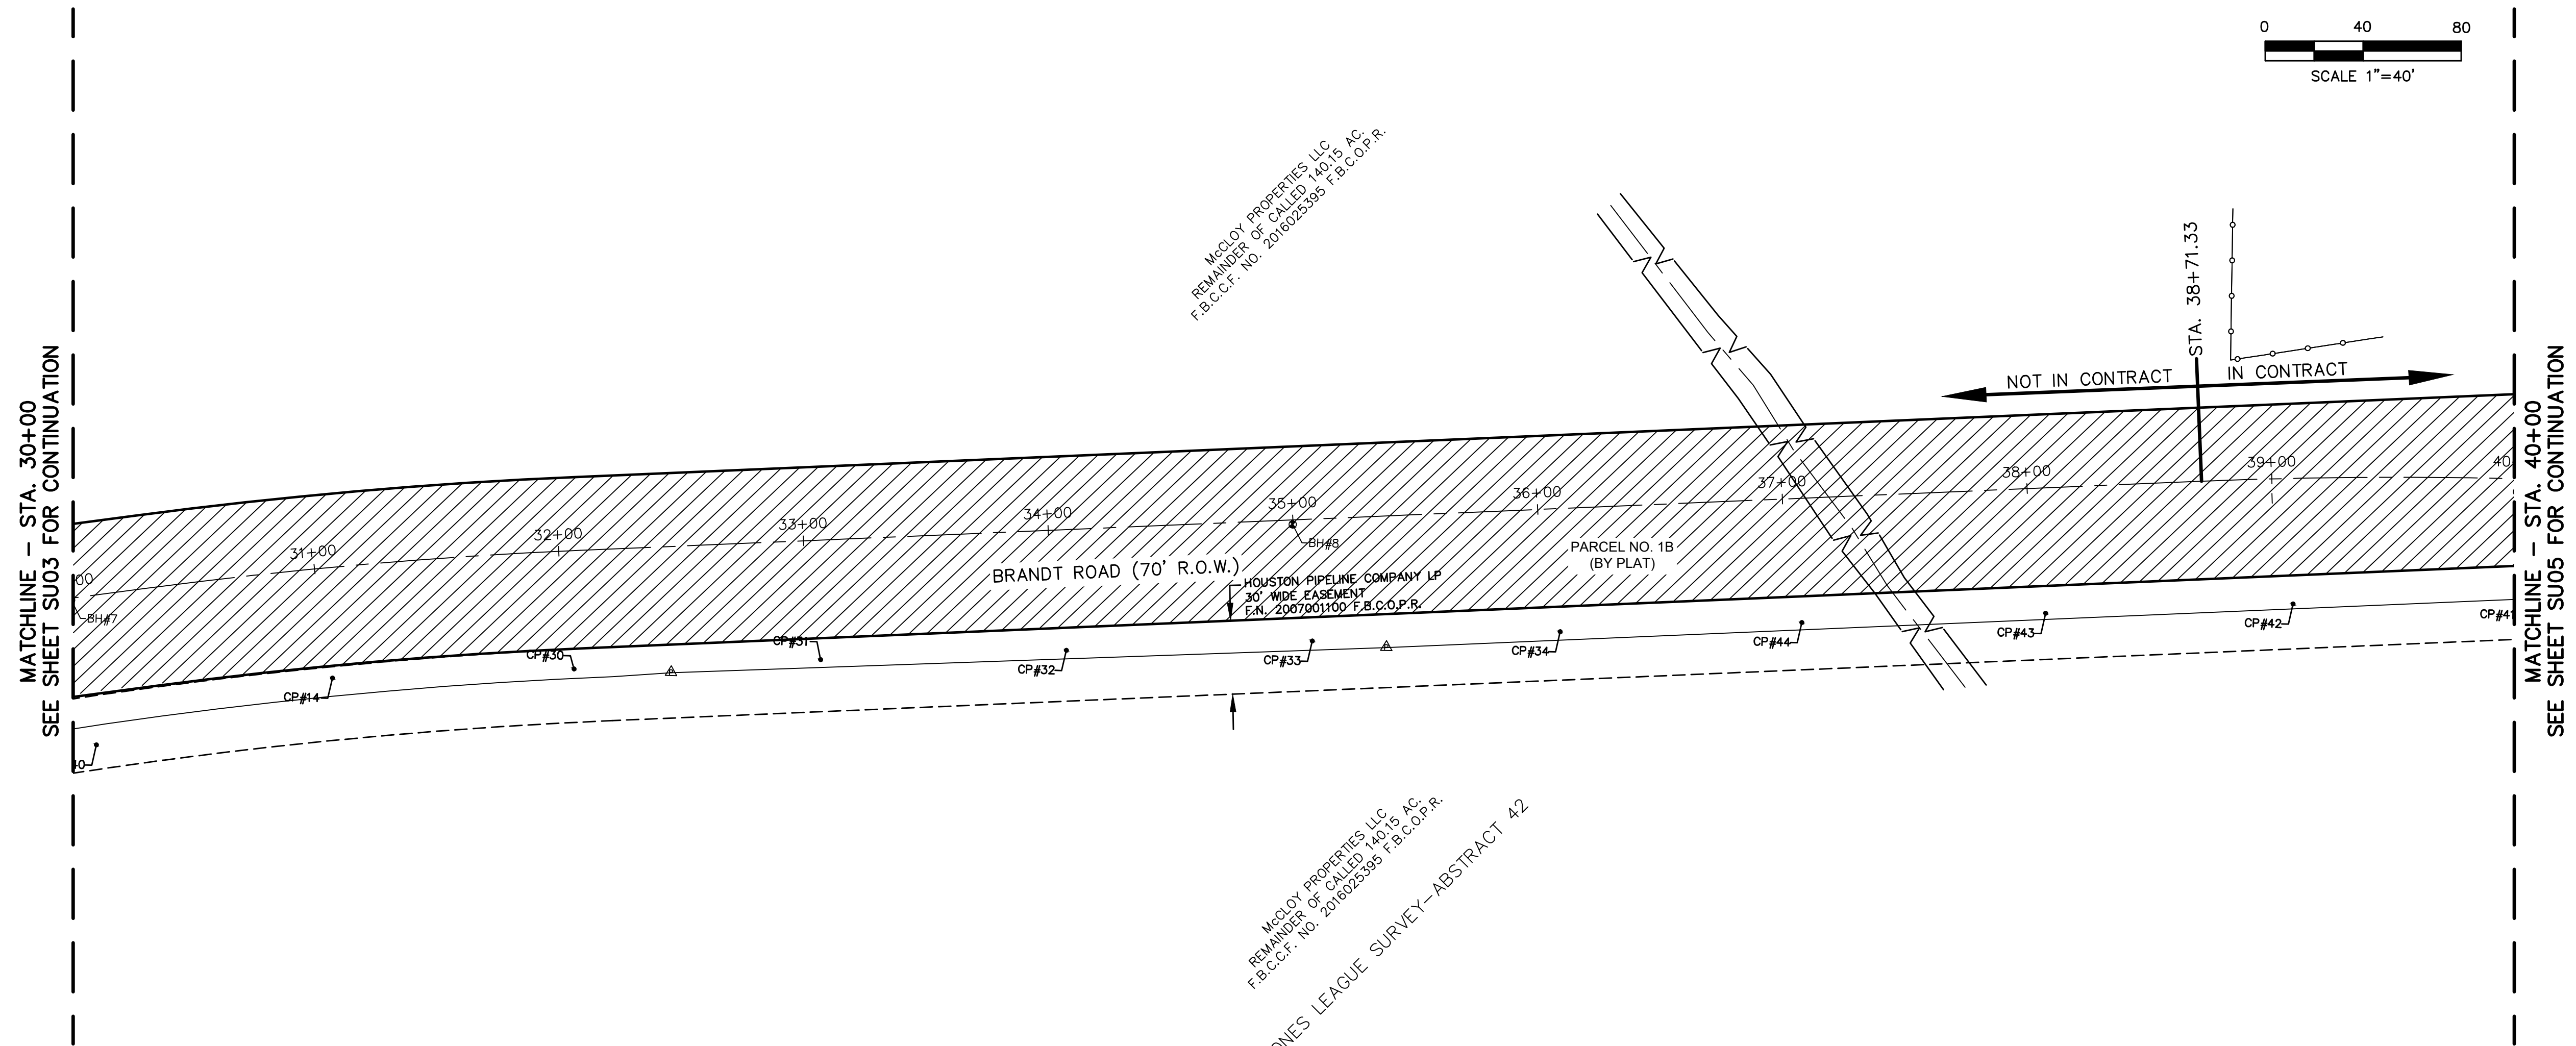 0 40 80
SCALE 1"=40'
McCLOY PROPERTIES LLC
REMAINDER OF CALLED 140.15 AC.
F.B.C.C.F. NO. 2016025395 F.B.C.O.P.R.
STA. 38+71.33
NOT IN CONTRACT
IN CONTRACT
MATCHLINE - STA. 30+00
SEE SHEET SU03 FOR CONTINUATION
MATCHLINE - STA. 40+00
SEE SHEET SU05 FOR CONTINUATION
00
31+00
32+00
33+00
34+00
35+00
36+00
37+00
38+00
39+00
40
BH#7
BH#8
BRANDT ROAD (70' R.O.W.)
PARCEL NO. 1B
(BY PLAT)
HOUSTON PIPELINE COMPANY LP
30' WIDE EASEMENT
F.N. 2007001100 F.B.C.O.P.R.
40
CP#14
CP#30
CP#31
CP#32
CP#33
CP#34
CP#44
CP#43
CP#42
CP#41
McCLOY PROPERTIES LLC
REMAINDER OF CALLED 140.15 AC.
F.B.C.C.F. NO. 2016025395 F.B.C.O.P.R.
ONES LEAGUE SURVEY-ABSTRACT 42